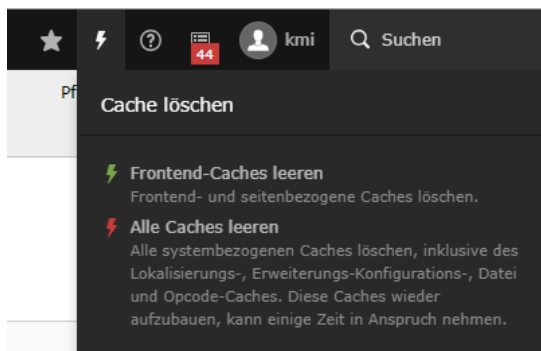 kmi
Suchen
44
Pf
Cache löschen
Frontend-Caches leeren
Frontend- und seitenbezogene Caches löschen.
Alle Caches leeren
Alle systembezogenen Caches löschen, inklusive des
Lokalisierungs-, Erweiterungs-Konfigurations-, Datei
und Opcode-Caches. Diese Caches wieder
aufzubauen, kann einige Zeit in Anspruch nehmen.